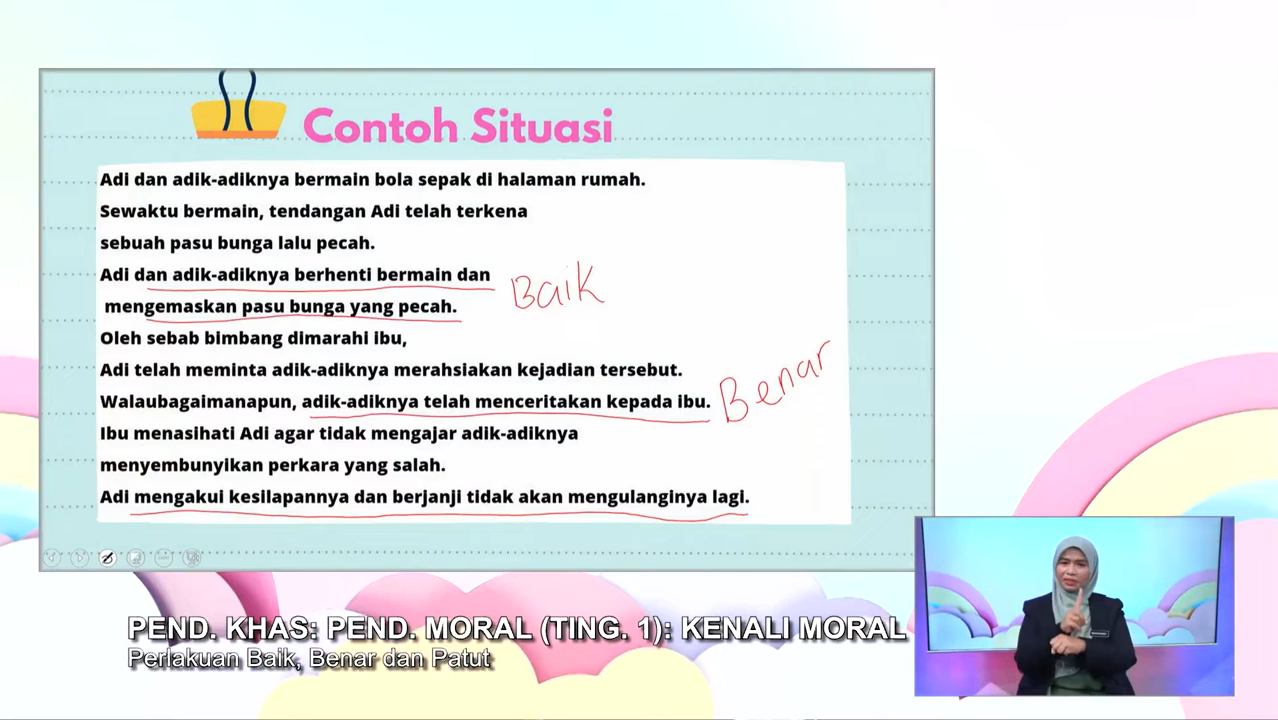 Contoh Situasi
Adi dan adik-adiknya bermain bola sepak di halaman rumah.
Sewaktu bermain, tendangan Adi telah terkena
sebuah pasu bunga lalu pecah.
Adi dan adik-adiknya berhenti bermain dan
mengemaskan pasu bunga yang pecah.
Baik
Oleh sebab bimbang dimarahi ibu,
Adi telah meminta adik-adiknya merahsiakan kejadian tersebut.
Walaubagaimanapun, adik-adiknya telah menceritakan kepada ibu.
Benar
Ibu menasihati Adi agar tidak mengajar adik-adiknya
menyembunyikan perkara yang salah.
Adi mengakui kesilapannya dan berjanji tidak akan mengulanginya lagi.
PEND. KHAS: PEND. MORAL (TING. 1): KENALI MORAL
Perlakuan Baik, Benar dan Patut